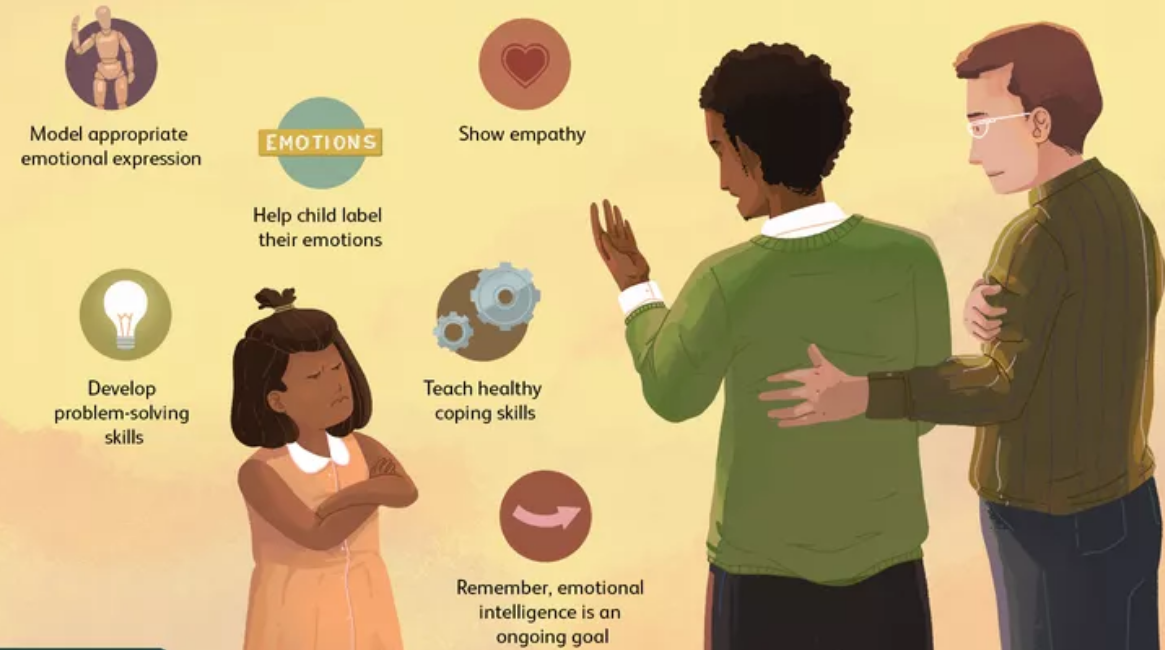 Model appropriate
emotional expression
EMOTIONS
Help child label
their emotions
Show empathy
Develop
problem-solving
skills
Teach healthy
coping skills
Remember, emotional
intelligence is an
ongoing goal